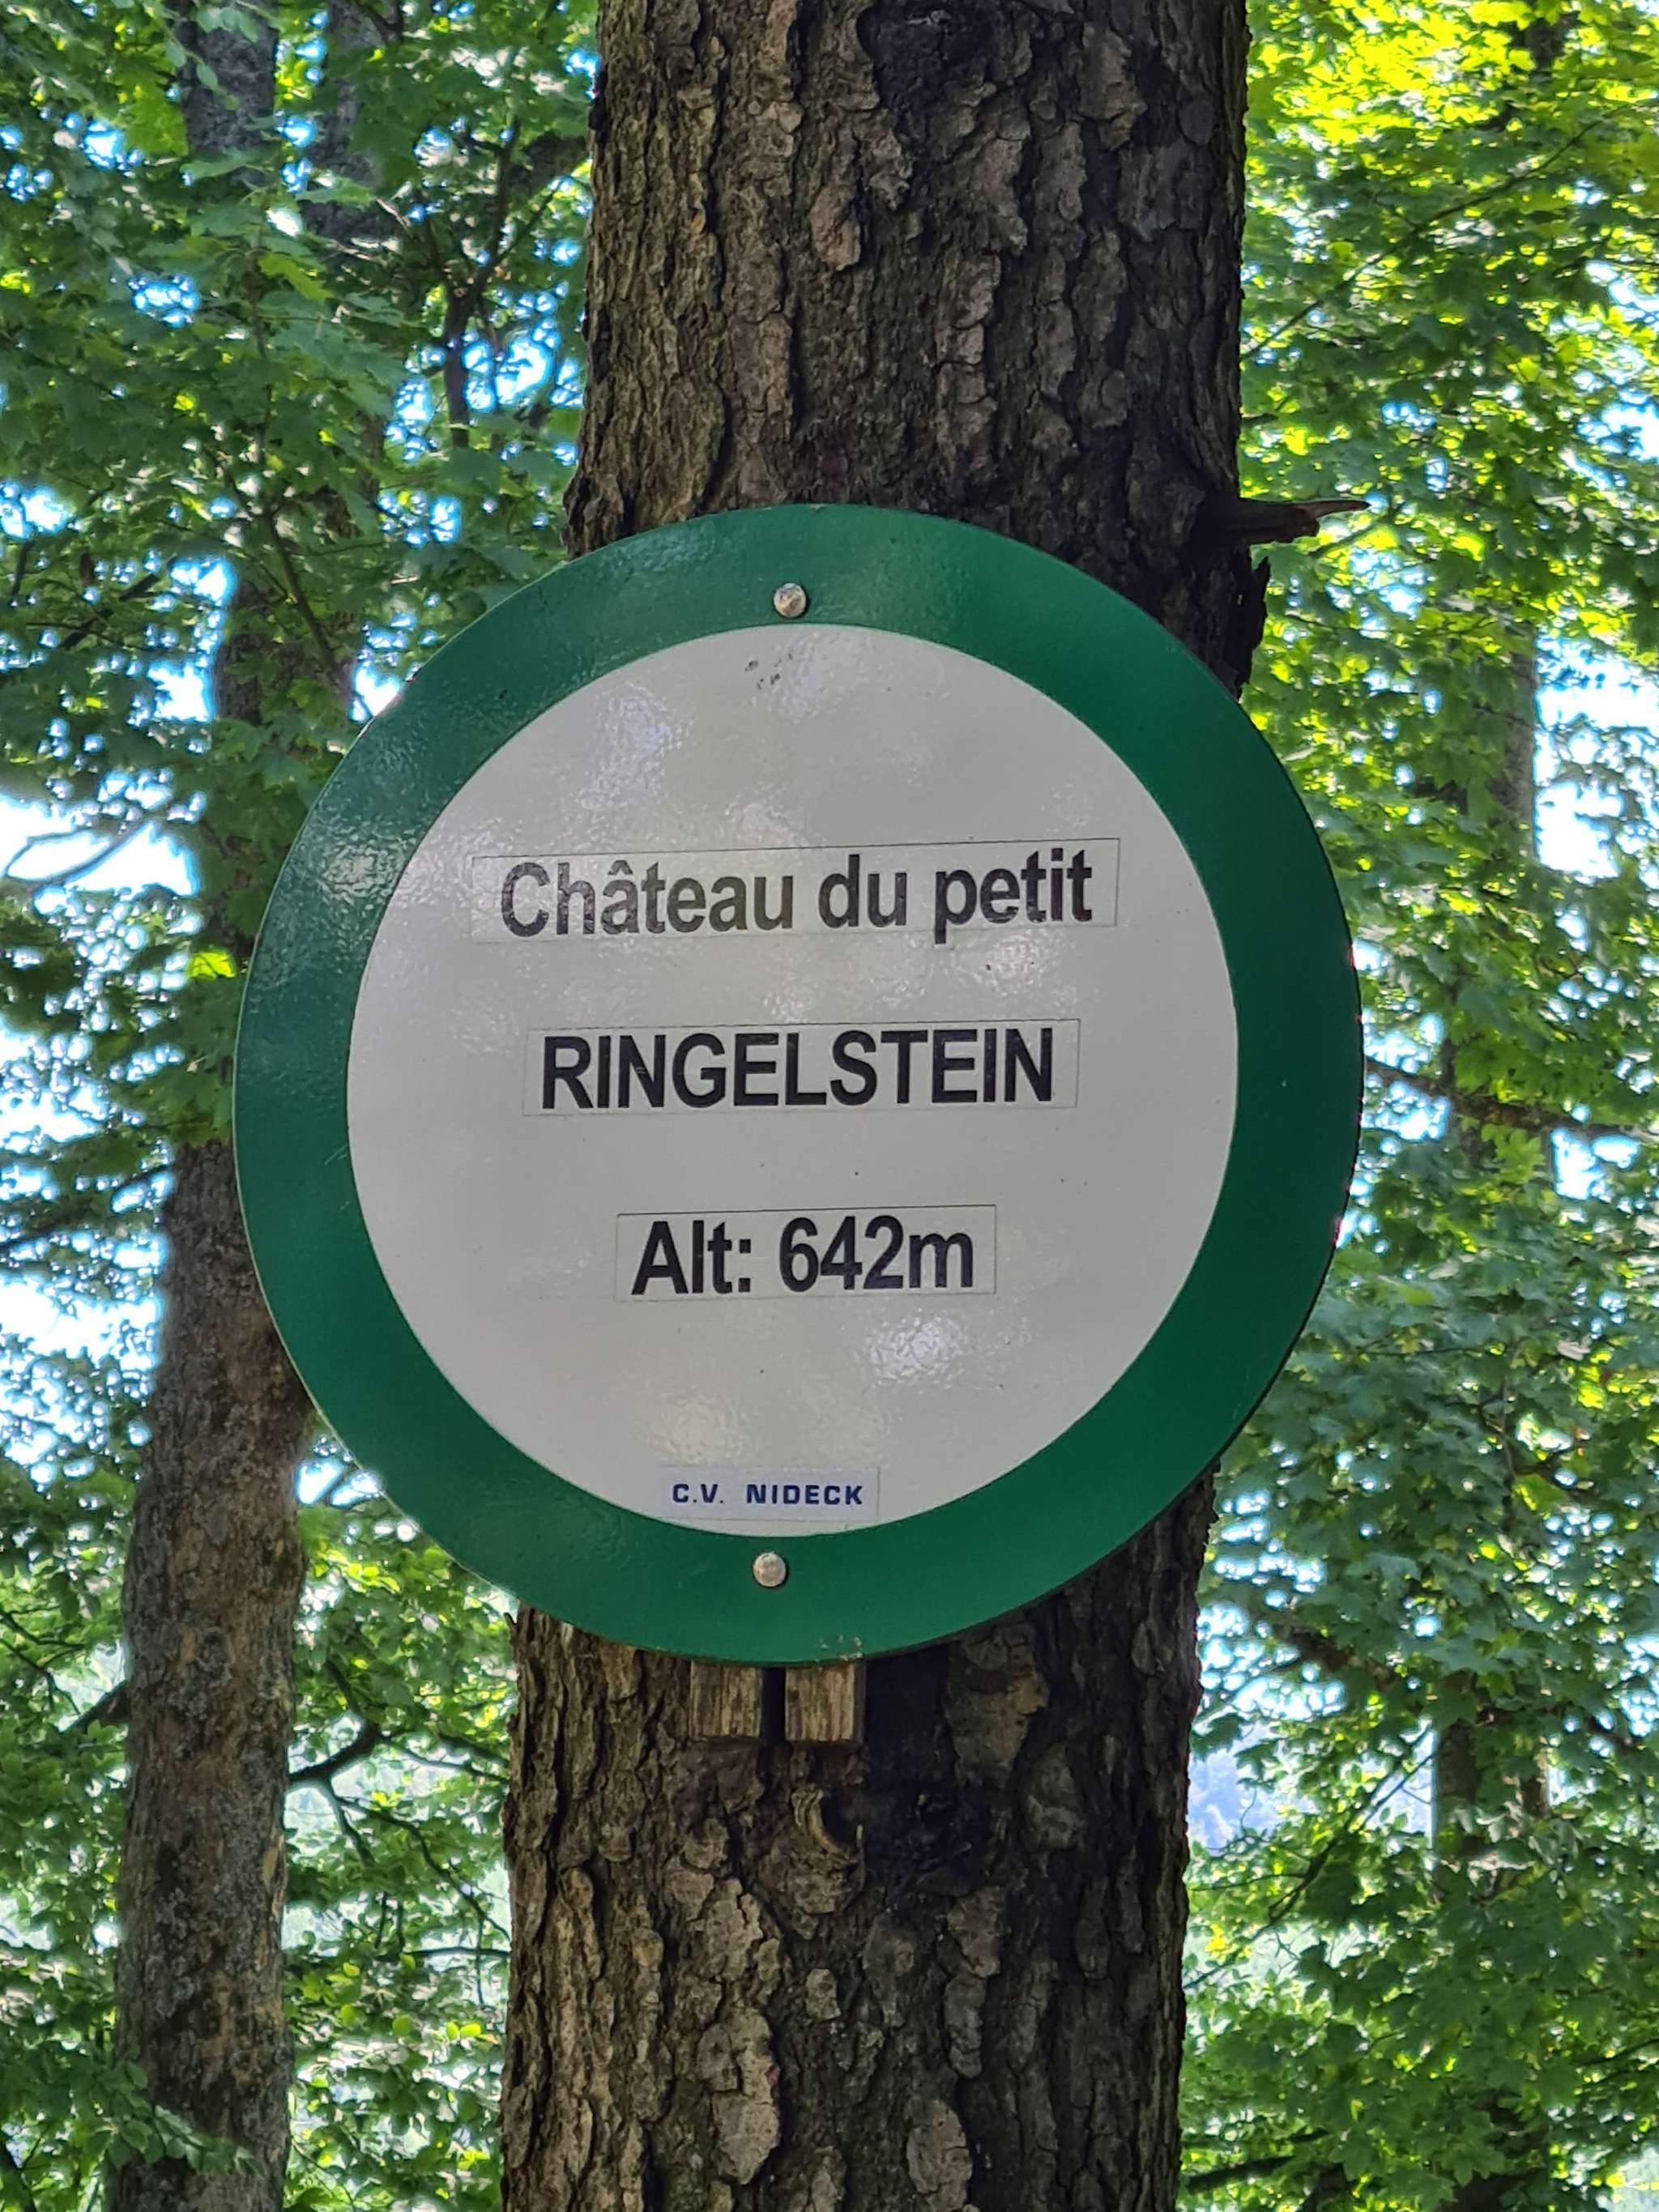 Château du petit
RINGELSTEIN
Alt: 642m
C.V. NIDECK